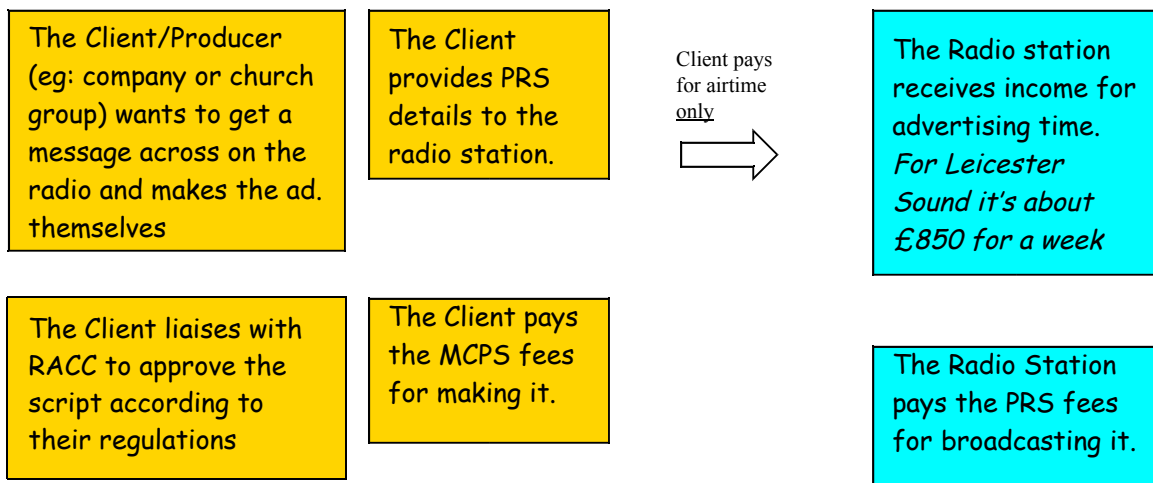 The Client/Producer
(eg: company or church
group) wants to get a
message across on the
radio and makes the ad.
themselves
The Client
provides PRS
details to the
radio station.
Client pays
for airtime
only
The Radio station
receives income for
advertising time.
For Leicester
Sound it's about
£850 for a week
The Client liaises with
RACC to approve the
script according to
their regulations
The Client pays
the MCPS fees
for making it.
The Radio Station
pays the PRS fees
for broadcasting it.